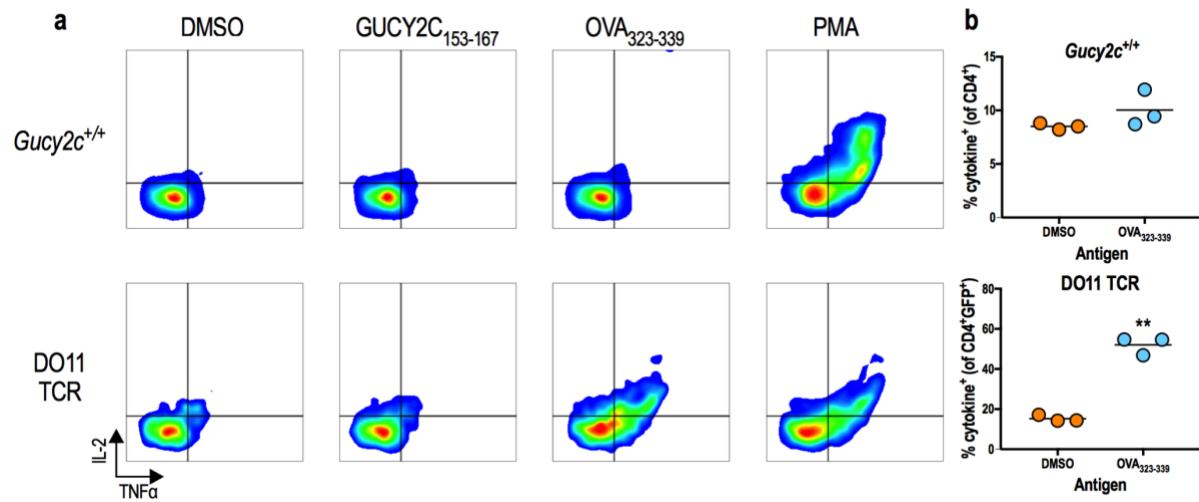 a
DMSO
GUCY2C153-167
OVA323-339
PMA
Gucy2c+/+
DO11
TCR
IL-2
TNFα
b
Gucy2c+/+
% cytokine+ (of CD4+)
15
10
5
0
DMSO
OVA323-339
Antigen
DO11 TCR
% cytokine+ (of CD4+GFP+)
80
60
40
20
0
**
DMSO
OVA323-339
Antigen